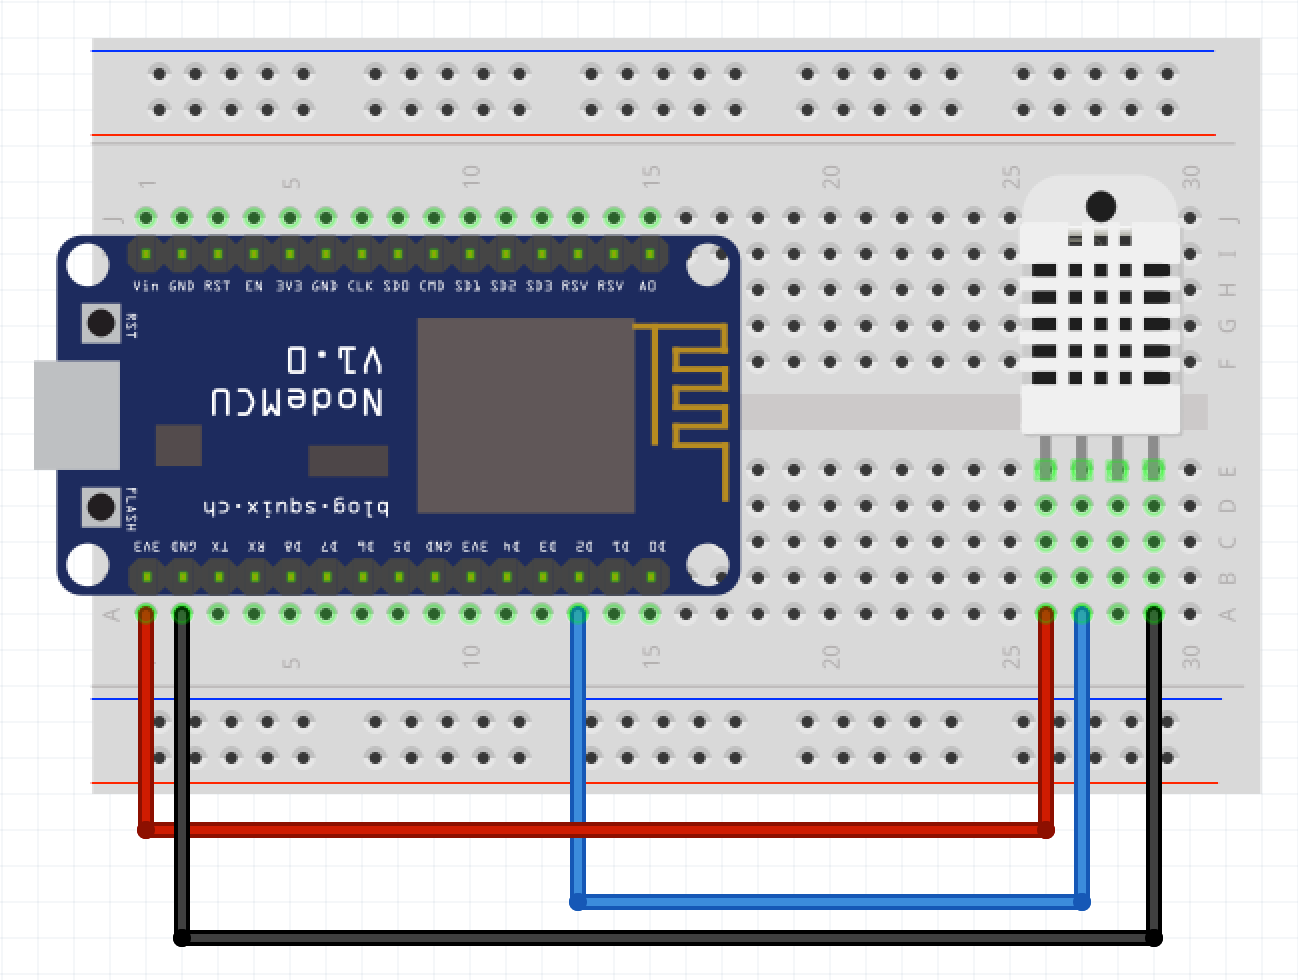 1 5 10 15 20 25 30
J J
I
H
G
F
Vin GND RST EN 3V3 GND CLK SD0 CMD SD1 SD2 SD3 RSV RSV A0
RST
V1.0
NodeMCU
FLASH
blog.squix.ch
3V3 GND TX RX D8 D7 D6 D5 GND 3V3 D4 D3 D2 D1 D0
E
D
C
B
A A
5 10 15 20 25 30